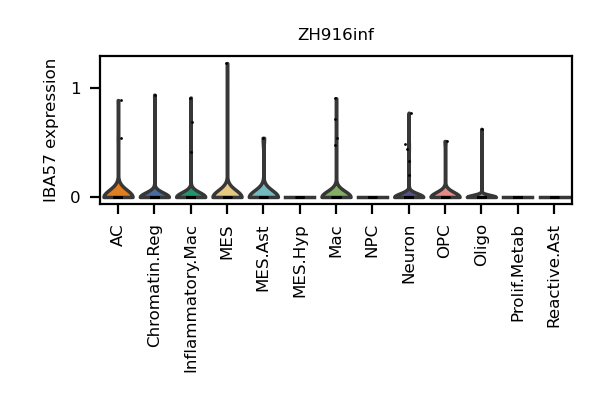 ZH916inf
IBA57 expression
1
0
AC
Chromatin.Reg
Inflammatory.Mac
MES
MES.Ast
MES.Hyp
Mac
NPC
Neuron
OPC
Oligo
Prolif.Metab
Reactive.Ast